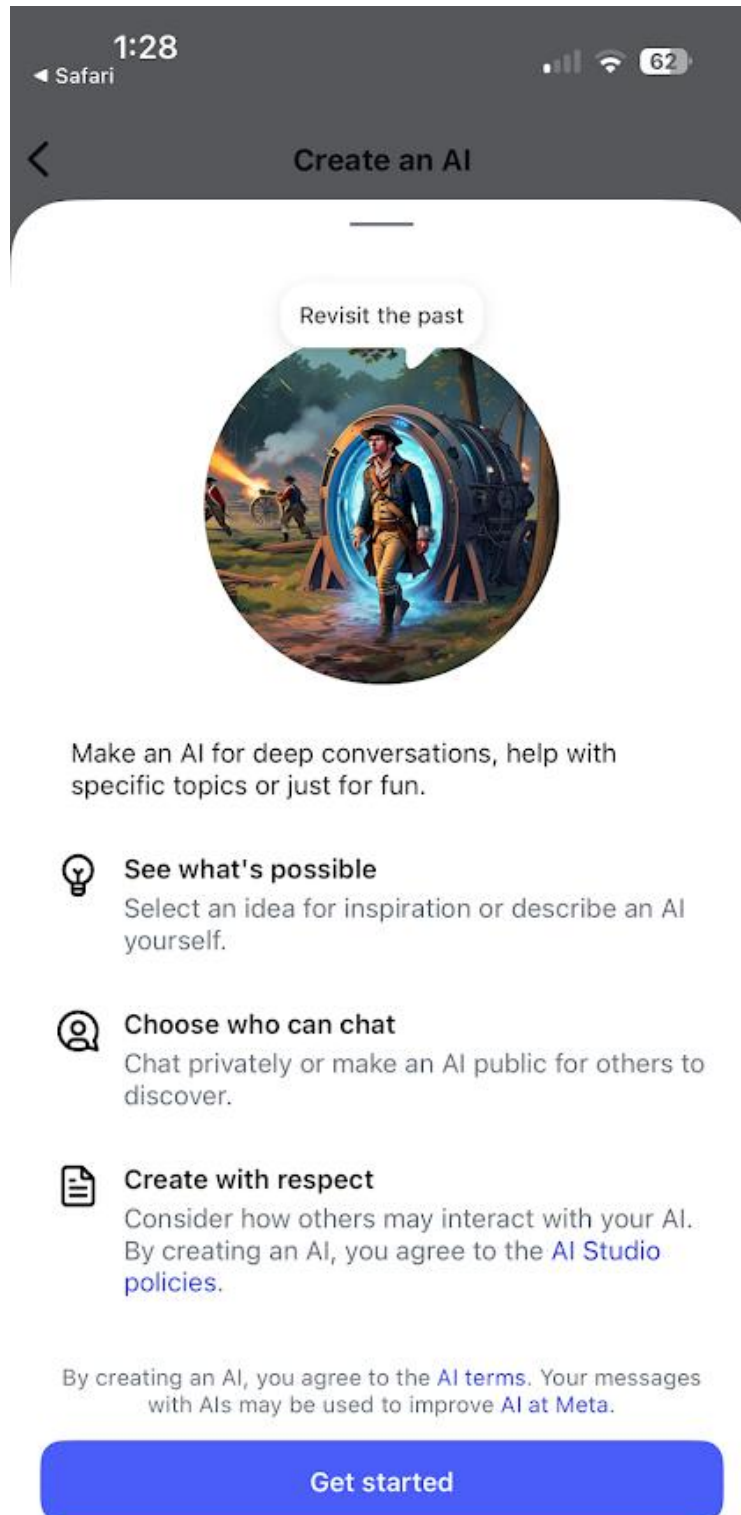 1:28
◀ Safari
62
Create an AI
Revisit the past
Make an AI for deep conversations, help with
specific topics or just for fun.
See what's possible
Select an idea for inspiration or describe an AI
yourself.
Choose who can chat
Chat privately or make an AI public for others to
discover.
Create with respect
Consider how others may interact with your AI.
By creating an AI, you agree to the AI Studio
policies.
By creating an AI, you agree to the AI terms. Your messages
with AIs may be used to improve AI at Meta.
Get started